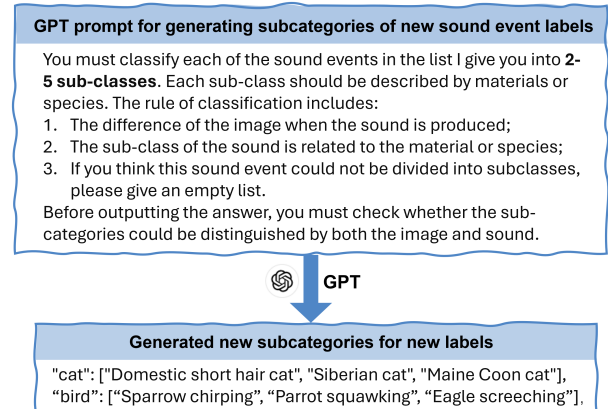 GPT prompt for generating subcategories of new sound event labels
You must classify each of the sound events in the list I give you into 2-
5 sub-classes. Each sub-class should be described by materials or
species. The rule of classification includes:
1. The difference of the image when the sound is produced;
2. The sub-class of the sound is related to the material or species;
3. If you think this sound event could not be divided into subclasses,
please give an empty list.
Before outputting the answer, you must check whether the sub-
categories could be distinguished by both the image and sound.
GPT
Generated new subcategories for new labels
"cat": ["Domestic short hair cat", "Siberian cat", "Maine Coon cat"],
“bird”: [“Sparrow chirping”, “Parrot squawking”, “Eagle screeching”],